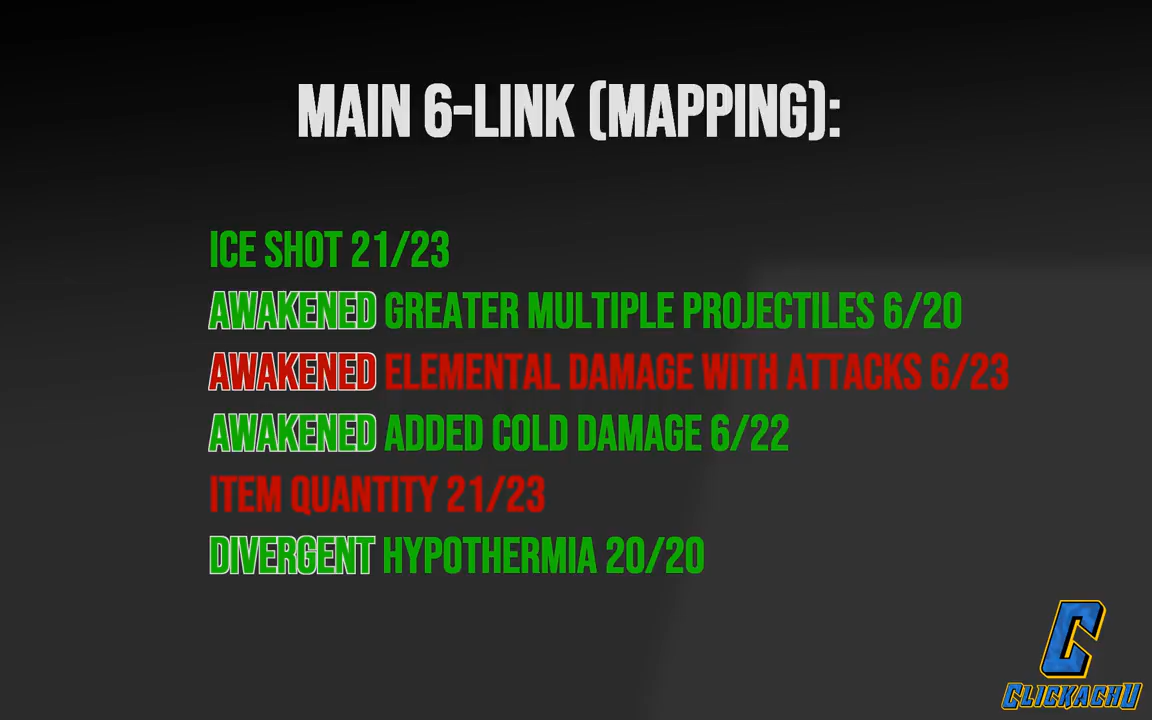 MAIN 6-LINK (MAPPING):
ICE SHOT 21/23
AWAKENED GREATER MULTIPLE PROJECTILES 6/20
AWAKENED ELEMENTAL DAMAGE WITH ATTACKS 6/23
AWAKENED ADDED COLD DAMAGE 6/22
ITEM QUANTITY 21/23
DIVERGENT HYPOTHERMIA 20/20
C
CLICKACHU